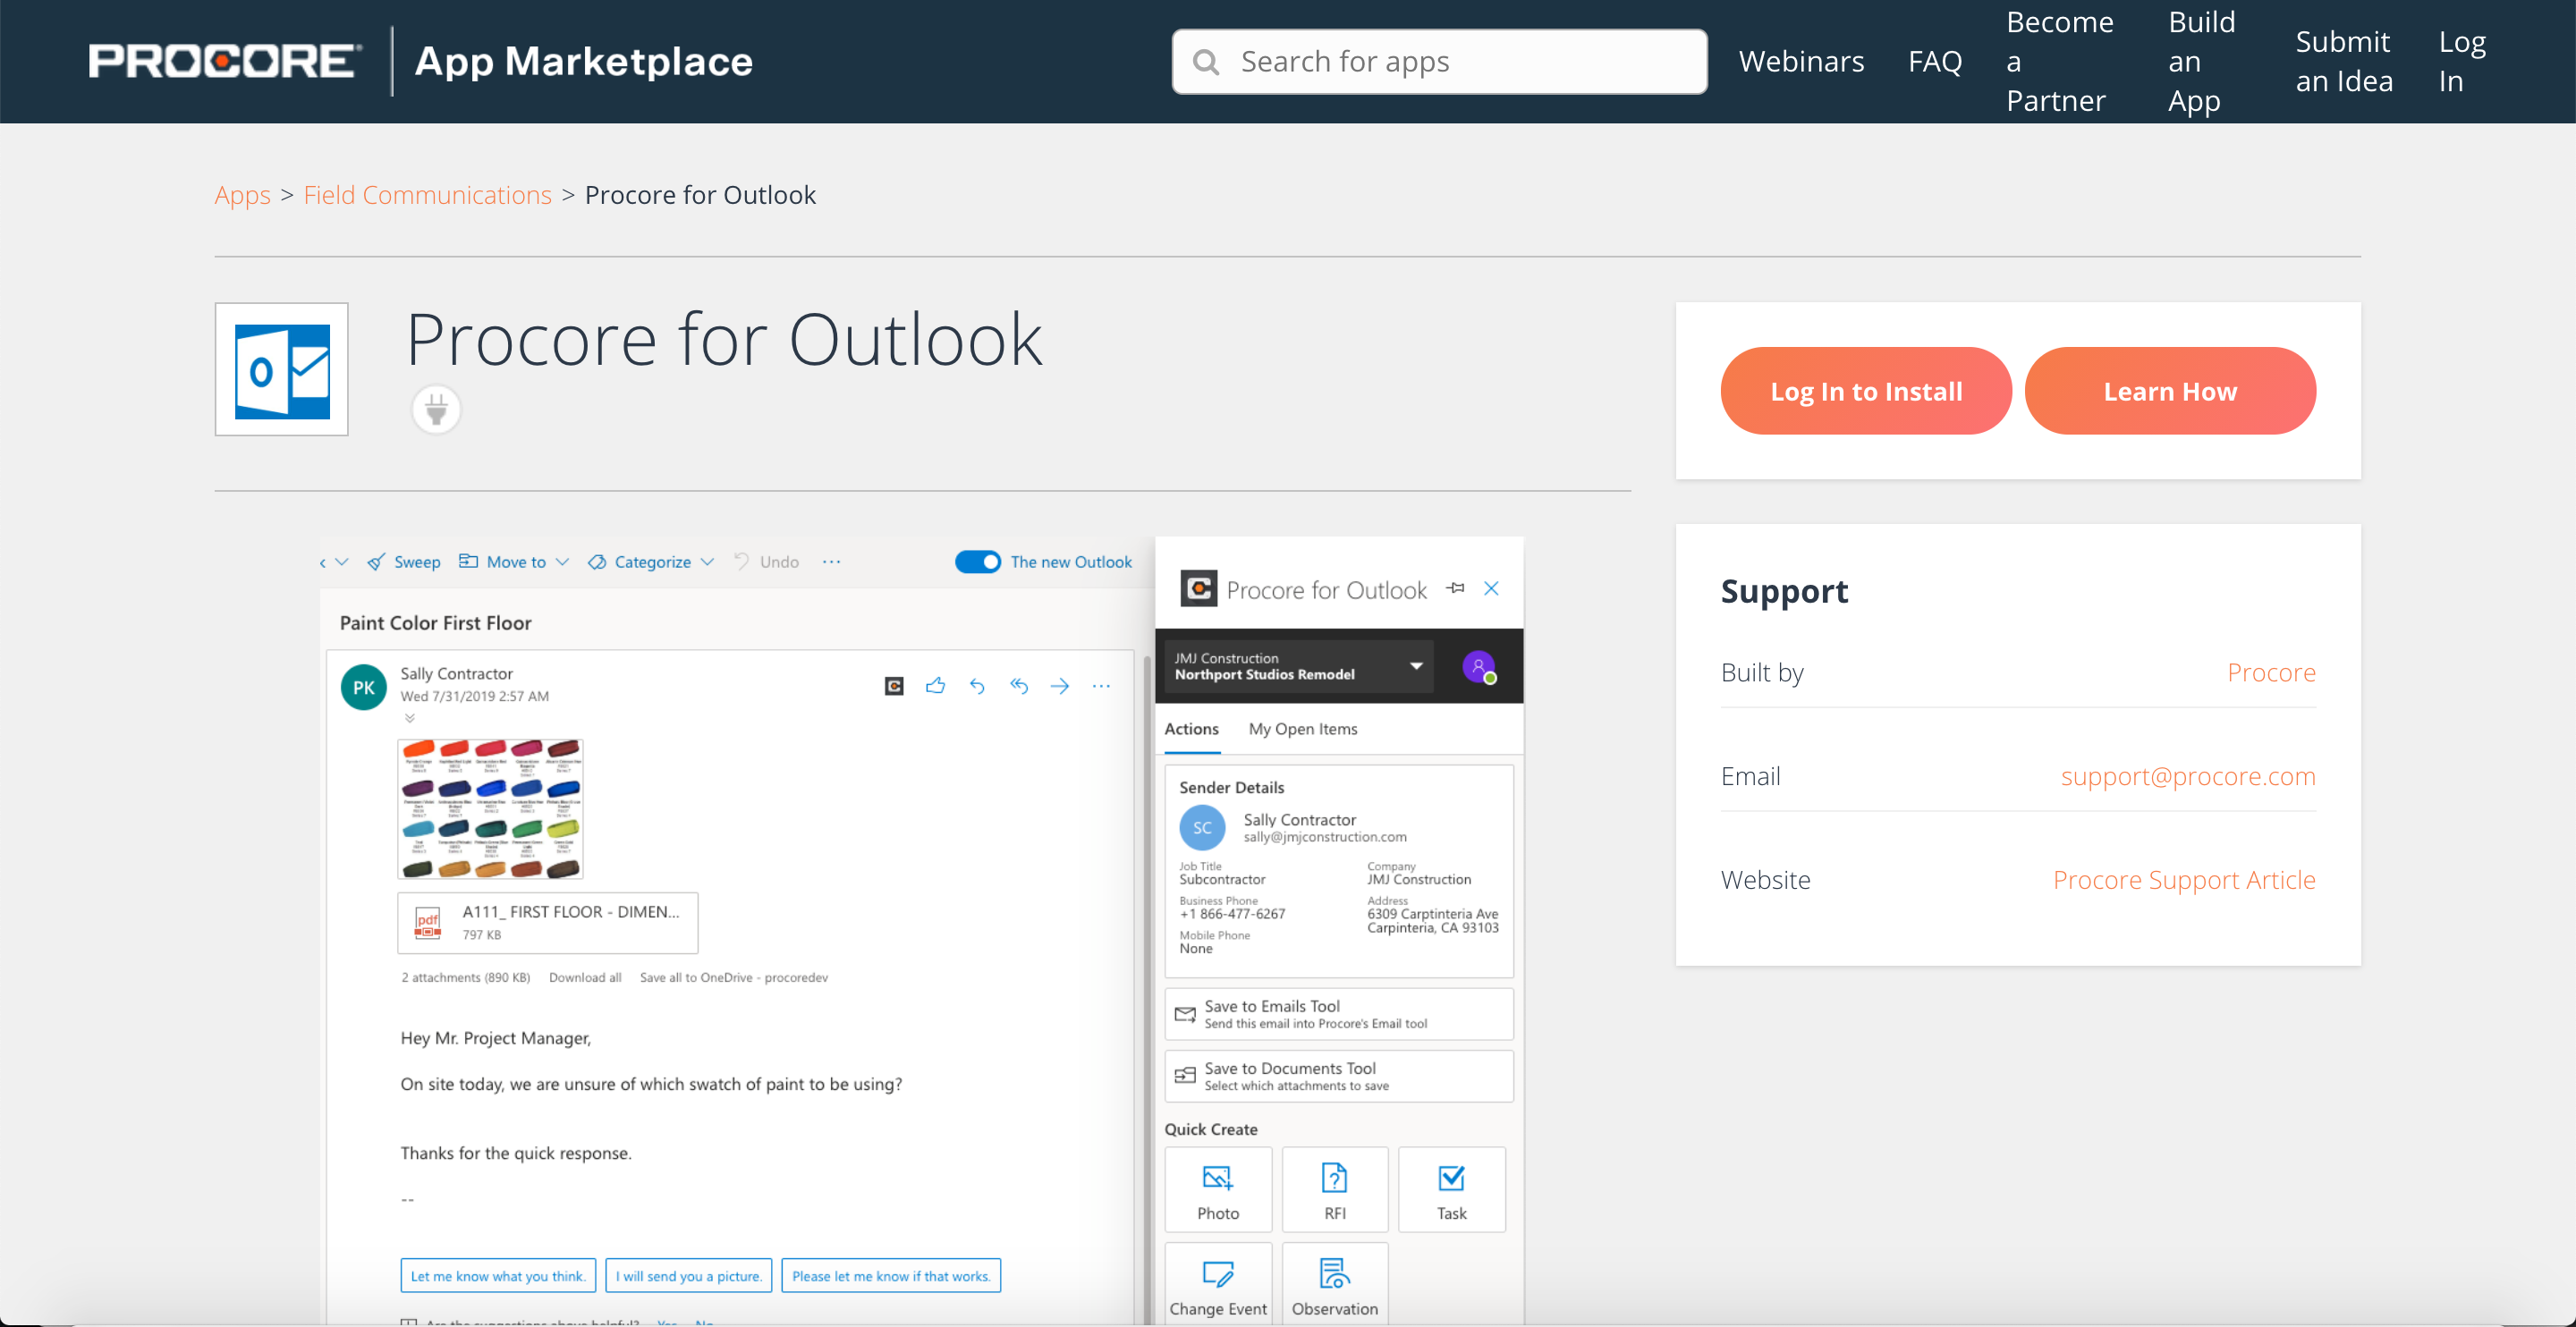 PROCORE
App Marketplace
Search for apps
Webinars
FAQ
Become
a
Partner
Build
an
App
Submit
an Idea
Log
In
Apps > Field Communications > Procore for Outlook
Procore for Outlook
Log In to Install
Learn How
Sweep
Move to
Categorize
Undo
The new Outlook
Paint Color First Floor
PK
Sally Contractor
Wed 7/31/2019 2:57 AM
pdf
A111_ FIRST FLOOR - DIMEN...
797 KB
2 attachments (890 KB) Download all Save all to OneDrive - procoredev
Hey Mr. Project Manager,
On site today, we are unsure of which swatch of paint to be using?
Thanks for the quick response.
--
Let me know what you think.
I will send you a picture.
Please let me know if that works.
Procore for Outlook
JMJ Construction
Northport Studios Remodel
Actions
My Open Items
Sender Details
SC
Sally Contractor
sally@jmjconstruction.com
Job Title
Subcontractor
Company
JMJ Construction
Business Phone
+1 866-477-6267
Address
6309 Carptinteria Ave
Carpinteria, CA 93103
Mobile Phone
None
Save to Emails Tool
Send this email into Procore's Email tool
Save to Documents Tool
Select which attachments to save
Quick Create
Photo
RFI
Task
Change Event
Observation
Support
Built by
Procore
Email
support@procore.com
Website
Procore Support Article